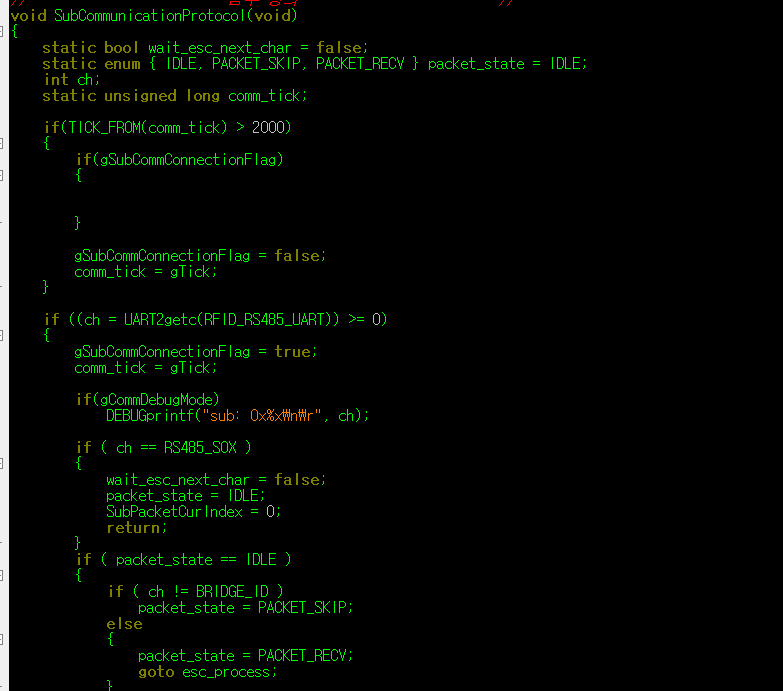 //                                                   //
void SubCommunicationProtocol(void)
{
    static bool wait_esc_next_char = false;
    static enum { IDLE, PACKET_SKIP, PACKET_RECV } packet_state = IDLE;
    int ch;
    static unsigned long comm_tick;

    if(TICK_FROM(comm_tick) > 2000)
    {
        if(gSubCommConnectionFlag)
        {


        }

        gSubCommConnectionFlag = false;
        comm_tick = gTick;
    }

    if ((ch = UART2getc(RFID_RS485_UART)) >= 0)
    {
        gSubCommConnectionFlag = true;
        comm_tick = gTick;

        if(gCommDebugMode)
            DEBUGprintf("sub: 0x%x₩n₩r", ch);

        if ( ch == RS485_SOX )
        {
            wait_esc_next_char = false;
            packet_state = IDLE;
            SubPacketCurIndex = 0;
            return;
        }
        if ( packet_state == IDLE )
        {
            if ( ch != BRIDGE_ID )
                packet_state = PACKET_SKIP;
            else
            {
                packet_state = PACKET_RECV;
                goto esc_process;
            }